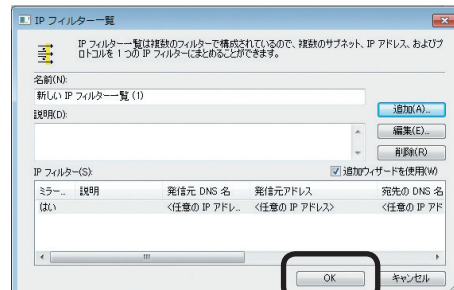 IP フィルター一覧
IP フィルター一覧は複数のフィルターで構成されているので、複数のサブネット、IP アドレス、およびプ
ロトコルを 1 つの IP フィルターにまとめることができます。
名前(N):
新しい IP フィルター一覧 (1)
追加(A)...
説明(D):
編集(E)...
削除(R)
IP フィルター(S):
追加ウィザードを使用(W)
ミラー... 説明 発信元 DNS 名 発信元アドレス 宛先の DNS 名
はい <任意の IP アドレ... <任意の IP アドレス> <任意の IP アド
OK キャンセル